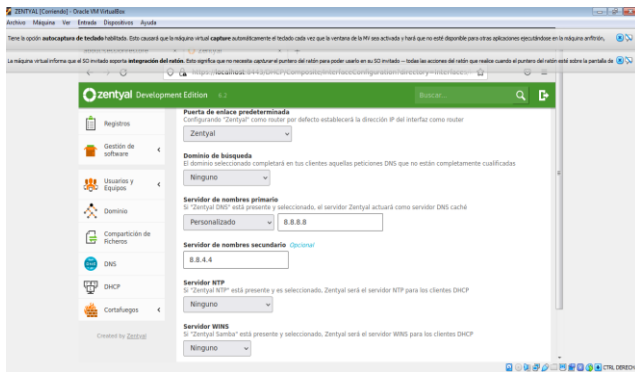 ZENTYAL [Corriendo] - Oracle VM VirtualBox
Archivo Máquina Ver Entrada Dispositivos Ayuda
Tiene la opción autocaptura de teclado habilitada. Esto causará que la máquina virtual capture automáticamente el teclado cada vez que la ventana de la MV sea activada y hará que no esté disponible para otras aplicaciones ejecutándose en la máquina anfitrión,
La máquina virtual informa que el SO invitado soporta integración del ratón. Esto significa que no necesita capturar el puntero del ratón para poder usarlo en su SO invitado -- todas las acciones del ratón que realice cuando el puntero del ratón esté sobre la pantalla de
zentyal Development Edition 6.2
Buscar...
Registros
Gestión de software
Usuarios y Equipos
Dominio
Compartición de Ficheros
DNS
DHCP
Cortafuegos
Created by Zentyal
Puerta de enlace predeterminada
Configurando "Zentyal" como router por defecto establecerá la dirección IP del interfaz como router
Zentyal
Dominio de búsqueda
El dominio seleccionado completará en tus clientes aquellas peticiones DNS que no están completamente cualificadas
Ninguno
Servidor de nombres primario
Si "Zentyal DNS" está presente y seleccionado, el servidor Zentyal actuará como servidor DNS caché
Personalizado 8.8.8.8
Servidor de nombres secundario Opcional
8.8.4.4
Servidor NTP
Si "Zentyal NTP" está presente y es seleccionado, Zentyal será el servidor NTP para los clientes DHCP
Ninguno
Servidor WINS
Si "Zentyal Samba" está presente y seleccionado, Zentyal será el servidor WINS para los clientes DHCP
Ninguno
CTRL DERECHO